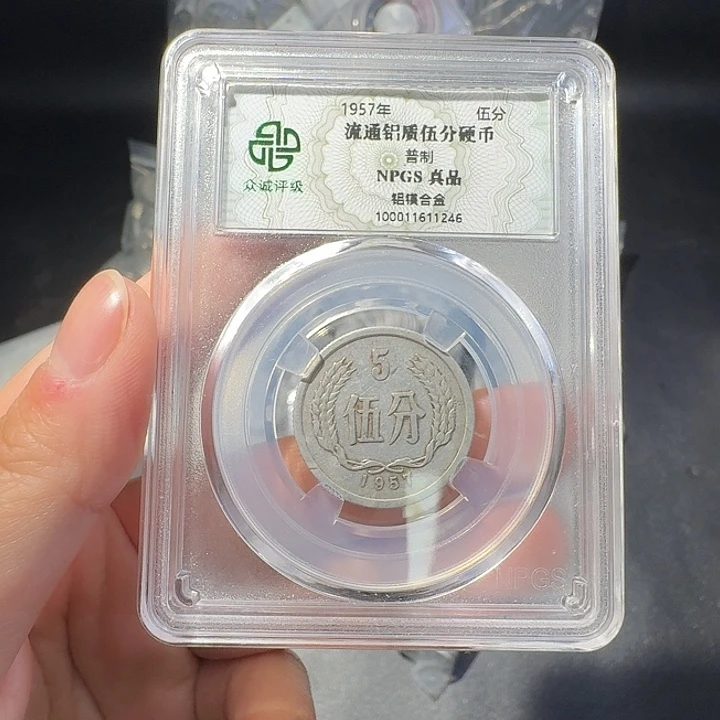 1957年 伍分
流通铝质伍分硬币
普制
NPGS 真品
铝镁合金
100011611246
众诚评级
5
伍分
1957
NPGS